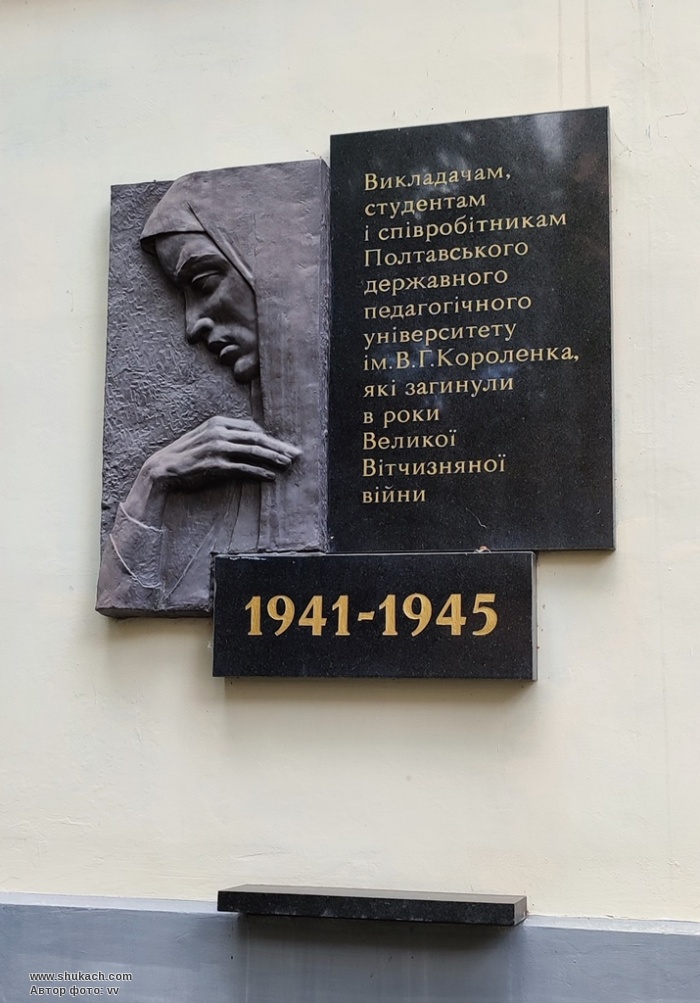 Викладачам,
студентам
і співробітникам
Полтавського
державного
педагогічного
університету
ім.В.Г.Короленка,
які загинули
в роки
Великої
Вітчизняної
війни
1941-1945
www.shukach.com
Автор фото: vv